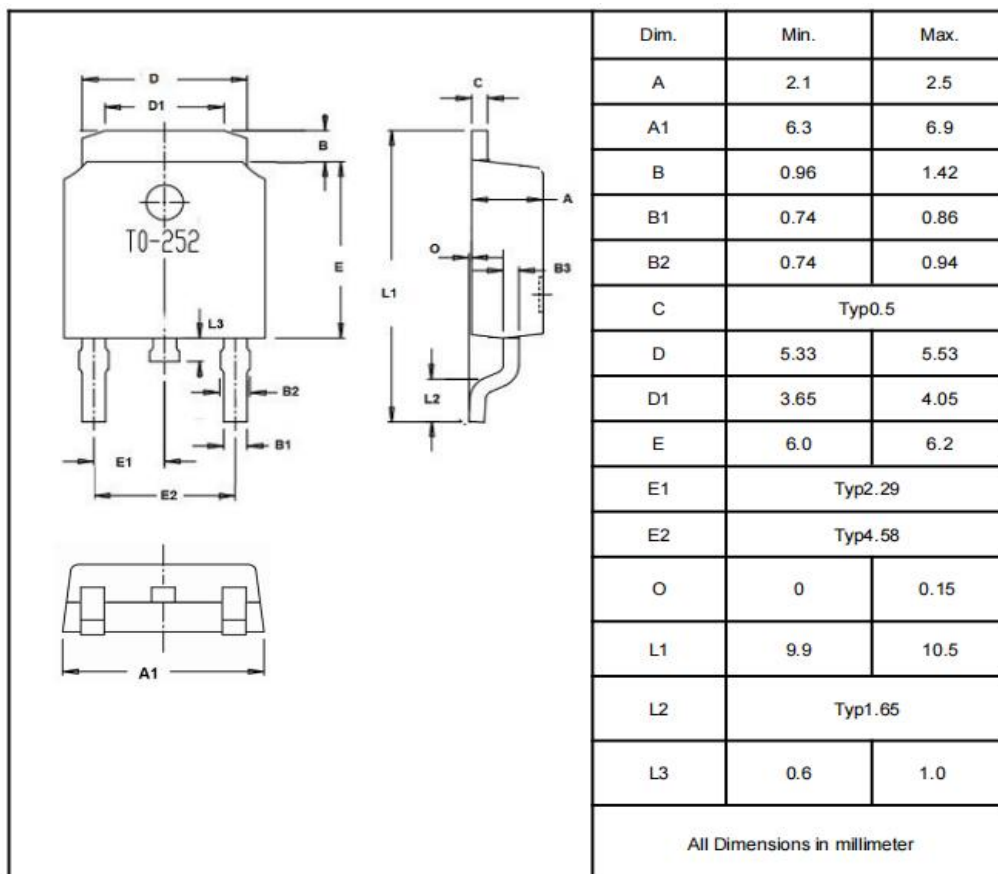 D
D1
B
TO-252
E
L3
B2
B1
E1
E2
A1
C
A
O
B3
L1
L2
Dim. Min. Max.
A 2.1 2.5
A1 6.3 6.9
B 0.96 1.42
B1 0.74 0.86
B2 0.74 0.94
C Typ0.5
D 5.33 5.53
D1 3.65 4.05
E 6.0 6.2
E1 Typ2.29
E2 Typ4.58
O 0 0.15
L1 9.9 10.5
L2 Typ1.65
L3 0.6 1.0
All Dimensions in millimeter